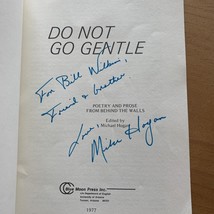 DO NOT
GO GENTLE
For Bill Wilkins,
Friend & brother
POETRY AND PROSE
FROM BEHIND THE WALLS
Edited by
Michael Hogan
Love,
Mike Hogan
Blue Moon Press Inc.
1977